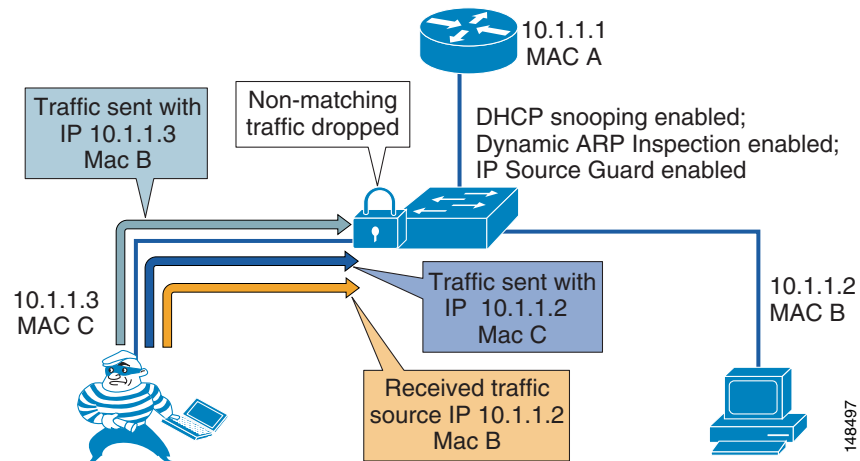 10.1.1.1
MAC A
Traffic sent with
IP 10.1.1.3
Mac B
Non-matching
traffic dropped
DHCP snooping enabled;
Dynamic ARP Inspection enabled;
IP Source Guard enabled
10.1.1.3
MAC C
Traffic sent with
IP 10.1.1.2
Mac C
10.1.1.2
MAC B
Received traffic
source IP 10.1.1.2
Mac B
148497